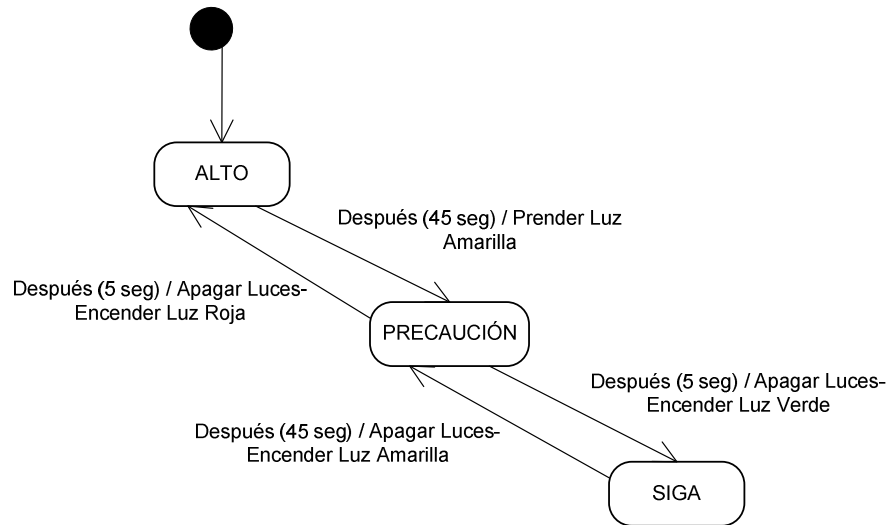 ALTO
Después (45 seg) / Prender Luz
Amarilla
Después (5 seg) / Apagar Luces-
Encender Luz Roja
PRECAUCIÓN
Después (5 seg) / Apagar Luces-
Encender Luz Verde
Después (45 seg) / Apagar Luces-
Encender Luz Amarilla
SIGA